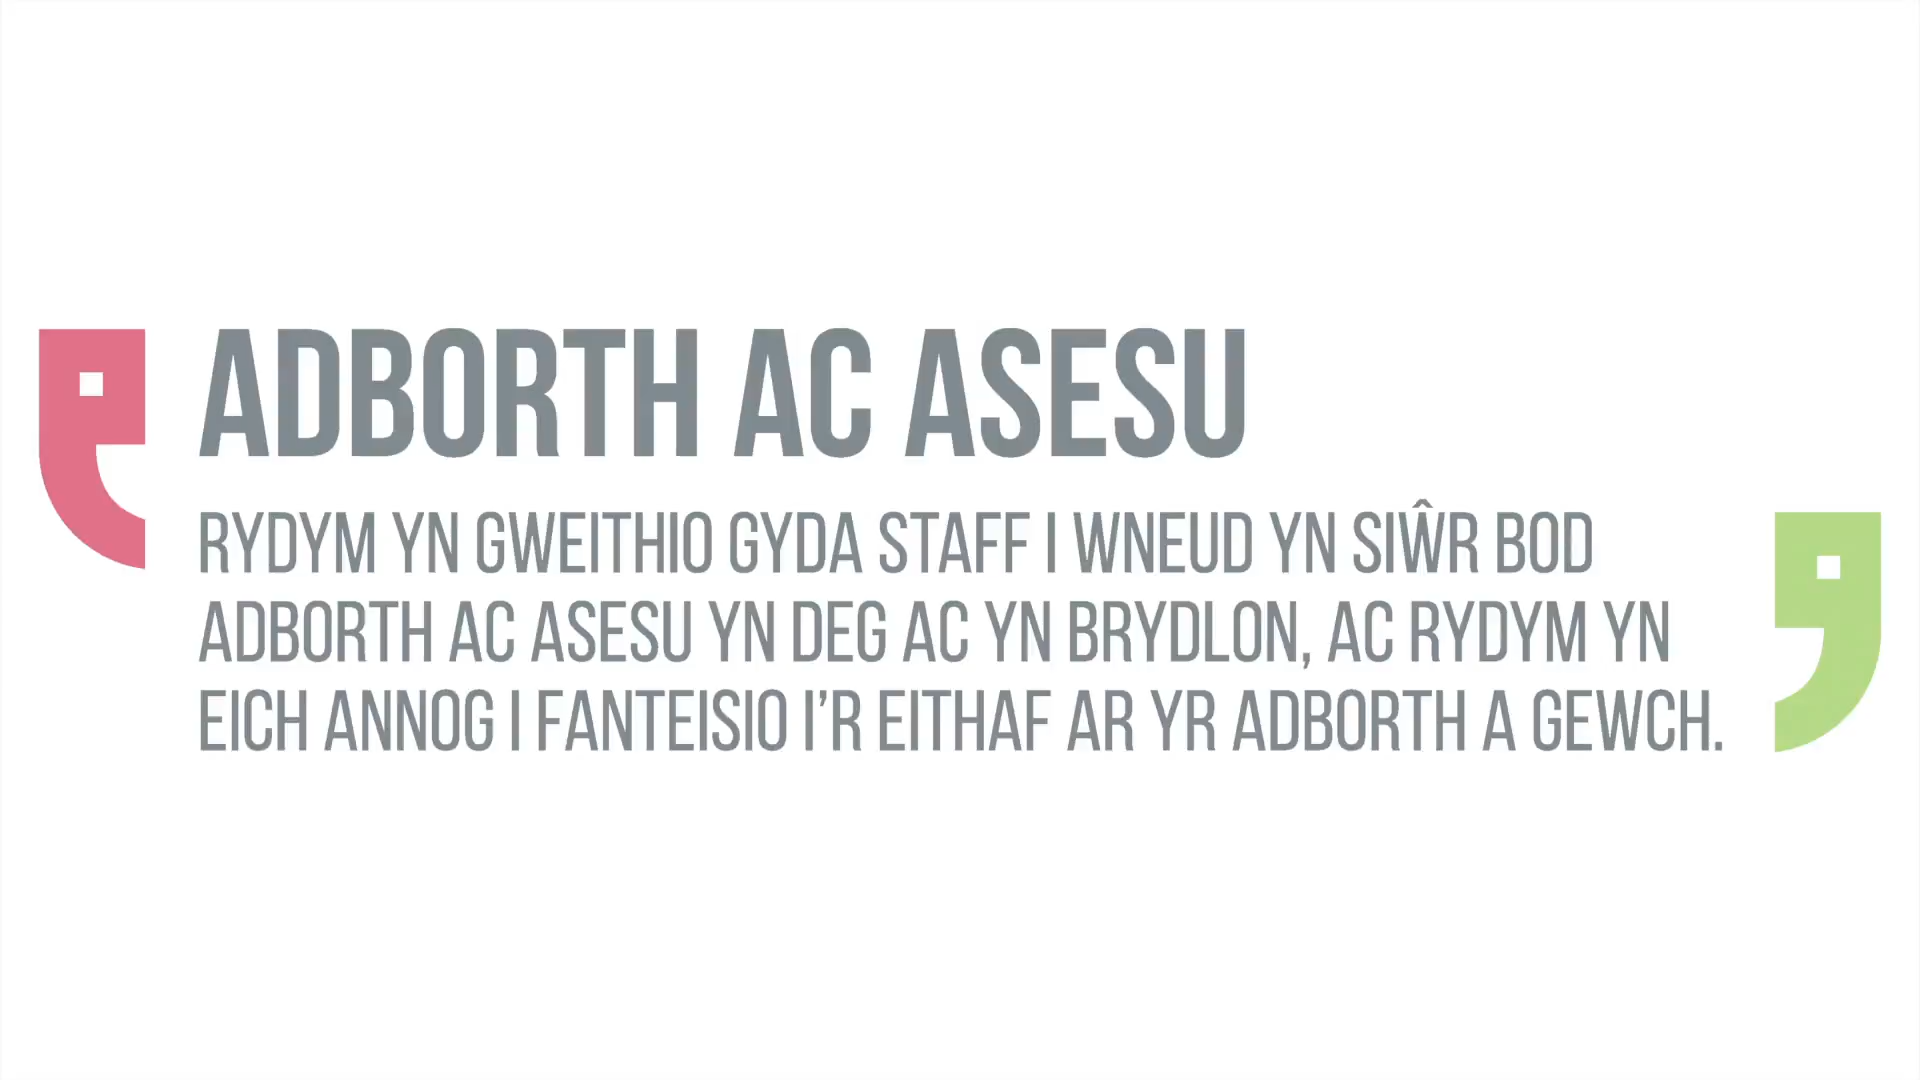 ADBORTH AC ASESU
RYDYM YN GWEITHIO GYDA STAFF I WNEUD YN SIŴR BOD
ADBORTH AC ASESU YN DEG AC YN BRYDLON, AC RYDYM YN
EICH ANNOG I FANTEISIO I’R EITHAF AR YR ADBORTH A GEWCH.